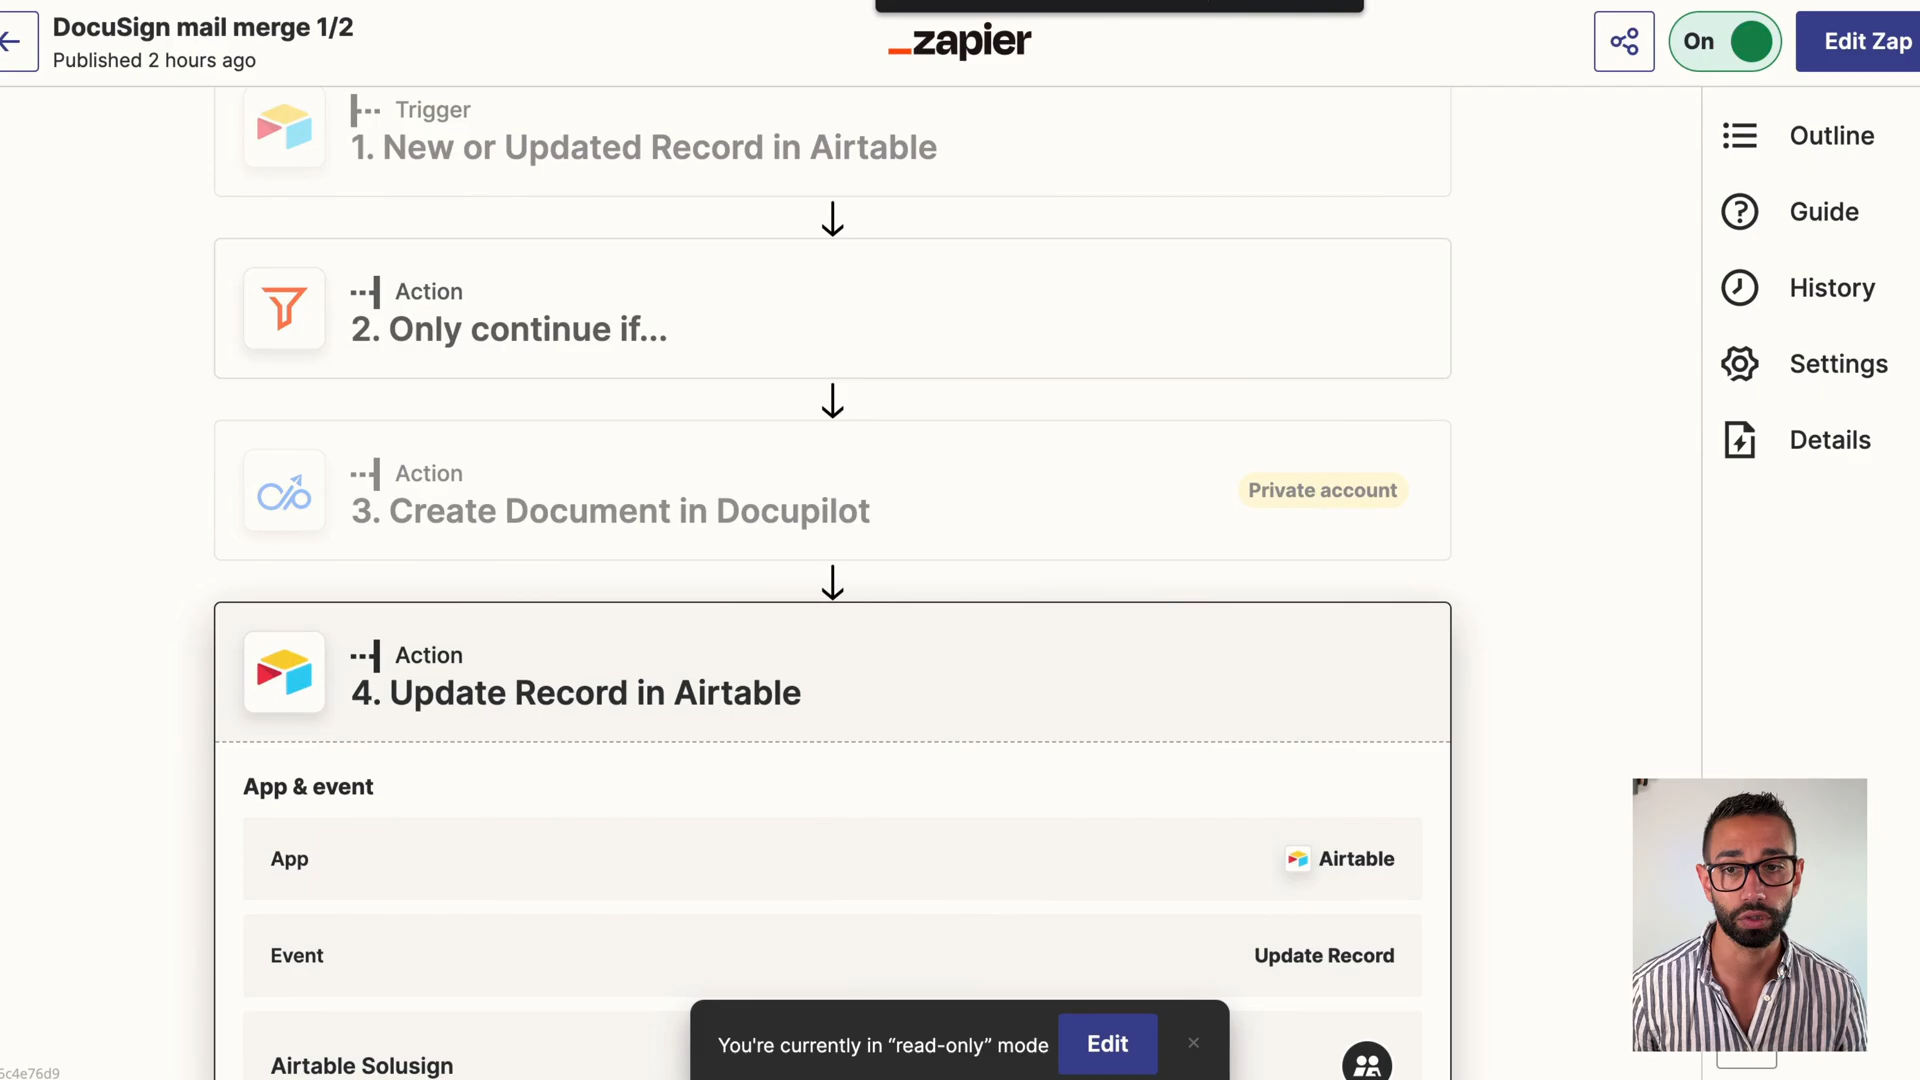 DocuSign mail merge 1/2
Published 2 hours ago
zapier
On
Edit Zap
Trigger
1. New or Updated Record in Airtable
Action
2. Only continue if...
Action
3. Create Document in Docupilot
Private account
Action
4. Update Record in Airtable
App & event
App
Airtable
Event
Update Record
Airtable Solusign
You're currently in “read-only” mode
Edit
Outline
Guide
History
Settings
Details
5c4e76d9